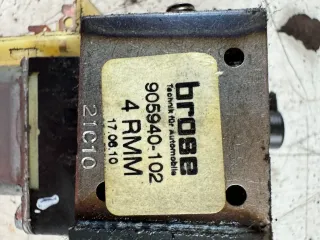 brose
Technik für Automobile
905940-102
4 RMM
17.06.10
21C10